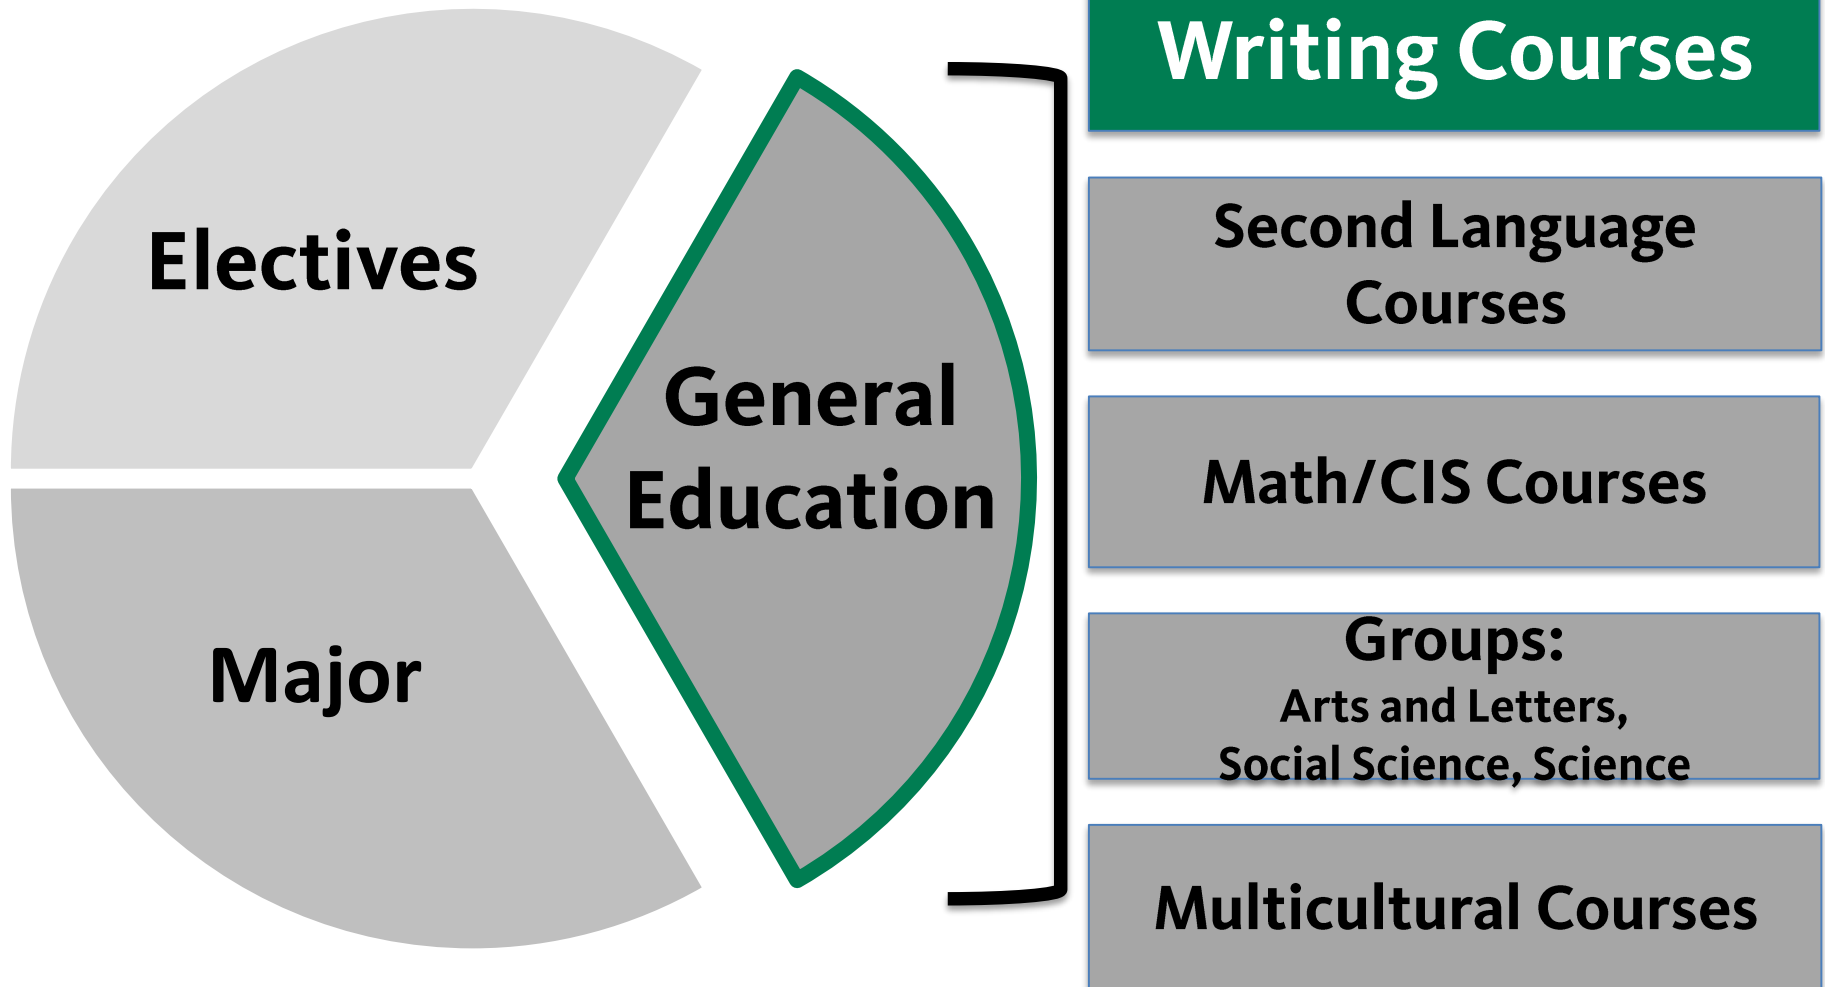 Electives
Major
General
Education
Writing Courses
Second Language
Courses
Math/CIS Courses
Groups:
Arts and Letters,
Social Science, Science
Multicultural Courses